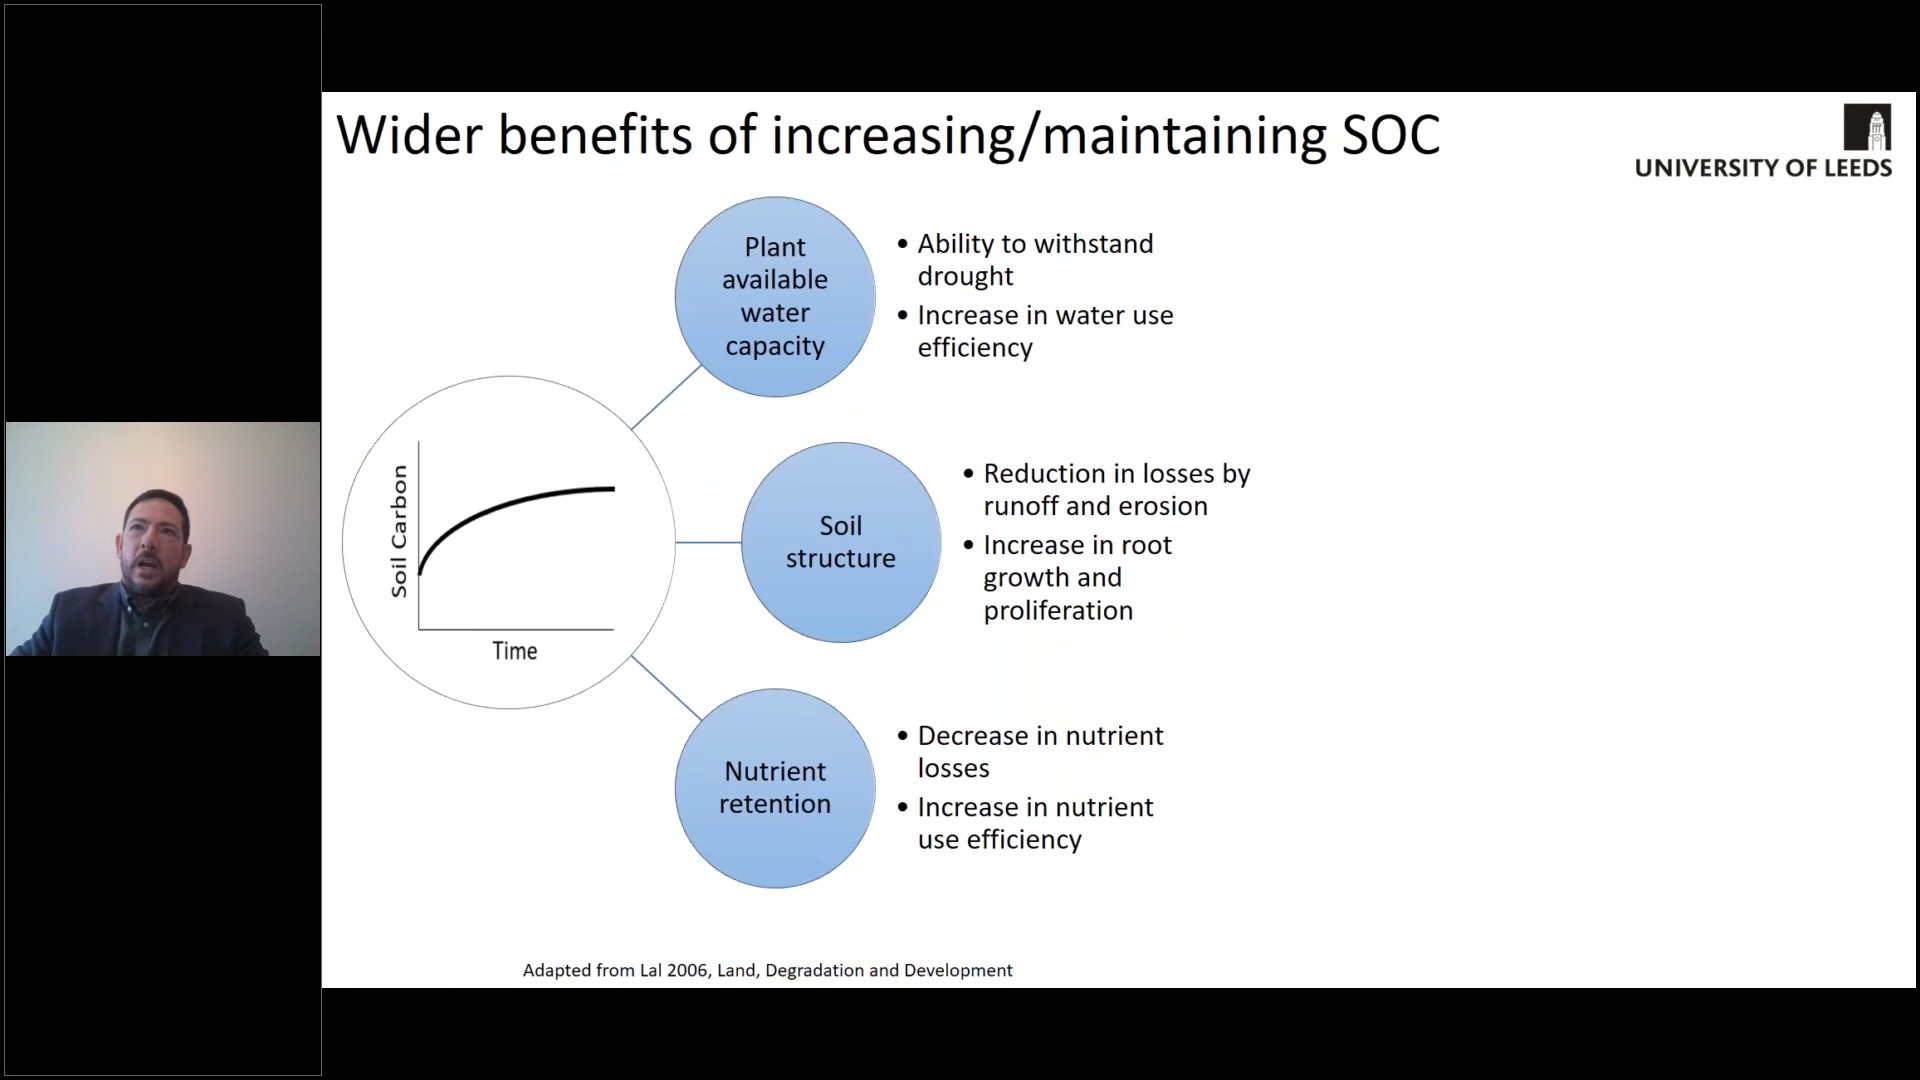 Wider benefits of increasing/maintaining SOC
UNIVERSITY OF LEEDS
Plant
available
water
capacity
• Ability to withstand
drought
• Increase in water use
efficiency
Soil Carbon
Time
Soil
structure
• Reduction in losses by
runoff and erosion
• Increase in root
growth and
proliferation
Nutrient
retention
• Decrease in nutrient
losses
• Increase in nutrient
use efficiency
Adapted from Lal 2006, Land, Degradation and Development